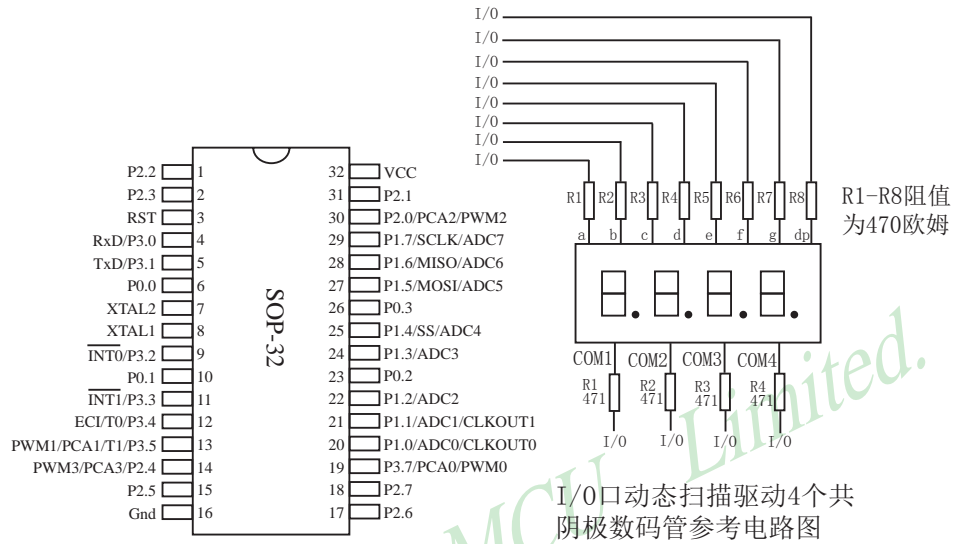 I/O
I/O
I/O
I/O
I/O
I/O
I/O
I/O
P2.2 1
P2.3 2
RST 3
RxD/P3.0 4
TxD/P3.1 5
P0.0 6
XTAL2 7
XTAL1 8
INT0/P3.2 9
P0.1 10
INT1/P3.3 11
ECI/T0/P3.4 12
PWM1/PCA1/T1/P3.5 13
PWM3/PCA3/P2.4 14
P2.5 15
Gnd 16
SOP-32
32 VCC
31 P2.1
30 P2.0/PCA2/PWM2
29 P1.7/SCLK/ADC7
28 P1.6/MISO/ADC6
27 P1.5/MOSI/ADC5
26 P0.3
25 P1.4/SS/ADC4
24 P1.3/ADC3
23 P0.2
22 P1.2/ADC2
21 P1.1/ADC1/CLKOUT1
20 P1.0/ADC0/CLKOUT0
19 P3.7/PCA0/PWM0
18 P2.7
17 P2.6
R1 R2 R3 R4 R5 R6 R7 R8
a b c d e f g dp
R1-R8阻值
为470欧姆
COM1 COM2 COM3 COM4
R1 R2 R3 R4
471 471 471 471
I/O I/O I/O I/O
I/O口动态扫描驱动4个共
阴极数码管参考电路图
MCU Limited.